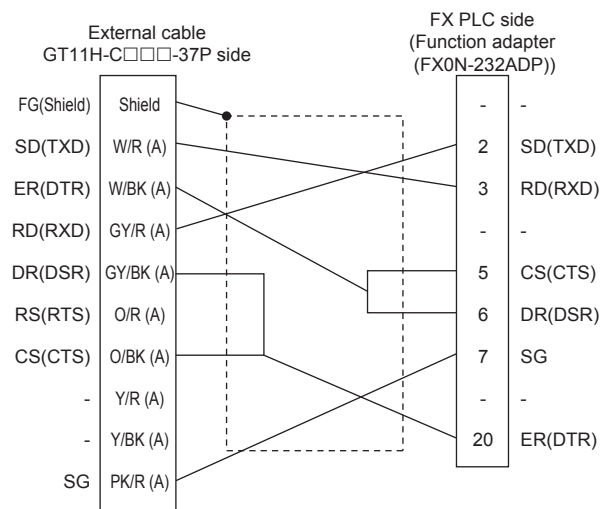 External cable
GT11H-C□□□-37P side
FX PLC side
(Function adapter
(FX0N-232ADP))
FG(Shield) Shield
SD(TXD) W/R (A)
ER(DTR) W/BK (A)
RD(RXD) GY/R (A)
DR(DSR) GY/BK (A)
RS(RTS) O/R (A)
CS(CTS) O/BK (A)
- Y/R (A)
- Y/BK (A)
SG PK/R (A)
- -
2 SD(TXD)
3 RD(RXD)
- -
5 CS(CTS)
6 DR(DSR)
7 SG
- -
20 ER(DTR)